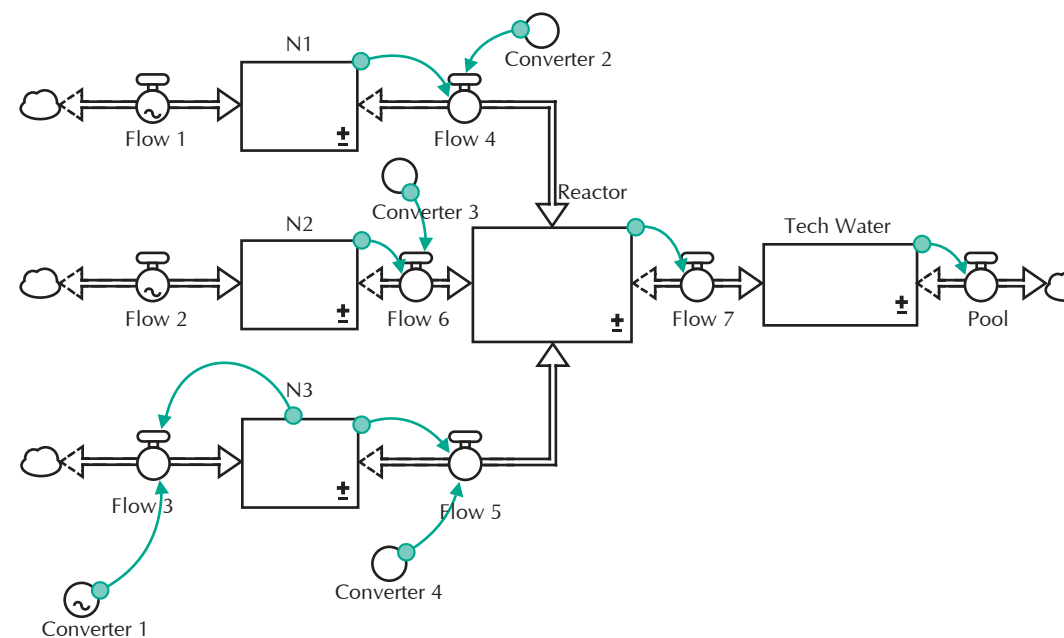 N1
Converter 2
Flow 1
Flow 4
Converter 3
Reactor
N2
Tech Water
Flow 2
Flow 6
Flow 7
Pool
N3
Flow 3
Flow 5
Converter 4
Converter 1